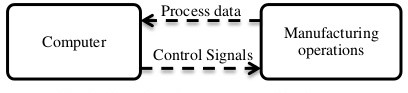 Process data
Computer
Manufacturing
operations
Control Signals